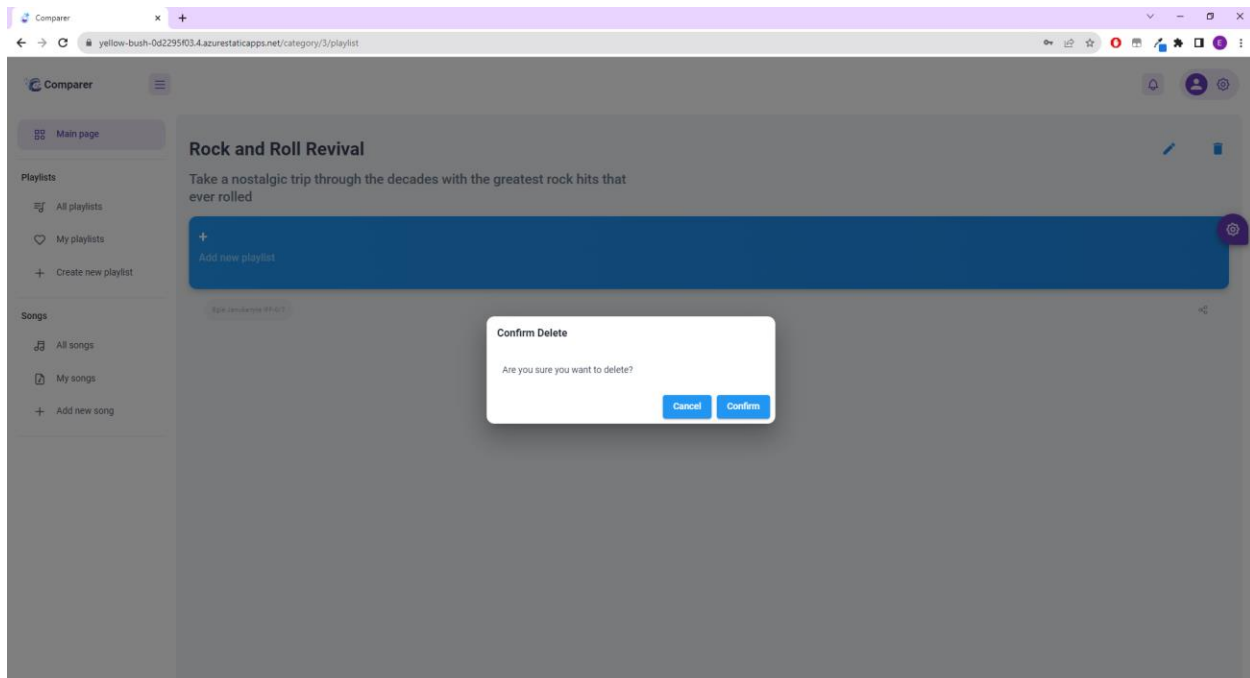 Comparer
yellow-bush-0d2295f03.4.azurestaticapps.net/category/3/playlist
E
Comparer
Main page
Rock and Roll Revival
Take a nostalgic trip through the decades with the greatest rock hits that
ever rolled
Playlists
All playlists
My playlists
Create new playlist
+
Add new playlist
Songs
All songs
My songs
Add new song
Confirm Delete
Are you sure you want to delete?
Cancel
Confirm